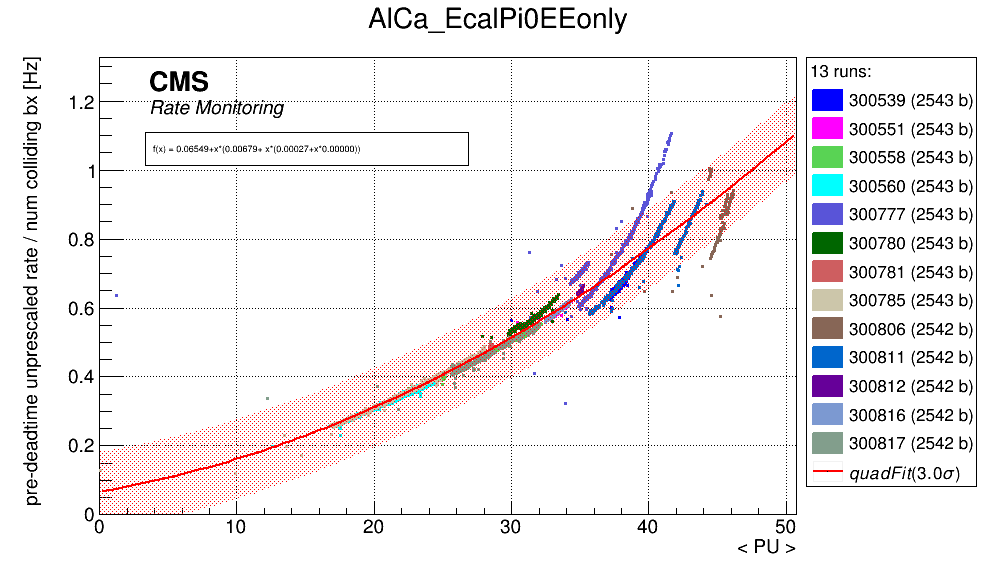 AlCa_EcalPi0EEonly
pre-deadtime unprescaled rate / num colliding bx [Hz]
CMS
Rate Monitoring
f(x) = 0.06549+x*(0.00679+ x*(0.00027+x*0.00000))
1.2
1
0.8
0.6
0.4
0.2
0
0 10 20 30 40 50
< PU >
13 runs:
300539 (2543 b)
300551 (2543 b)
300558 (2543 b)
300560 (2543 b)
300777 (2543 b)
300780 (2543 b)
300781 (2543 b)
300785 (2543 b)
300806 (2542 b)
300811 (2542 b)
300812 (2542 b)
300816 (2542 b)
300817 (2542 b)
quadFit(3.0σ)